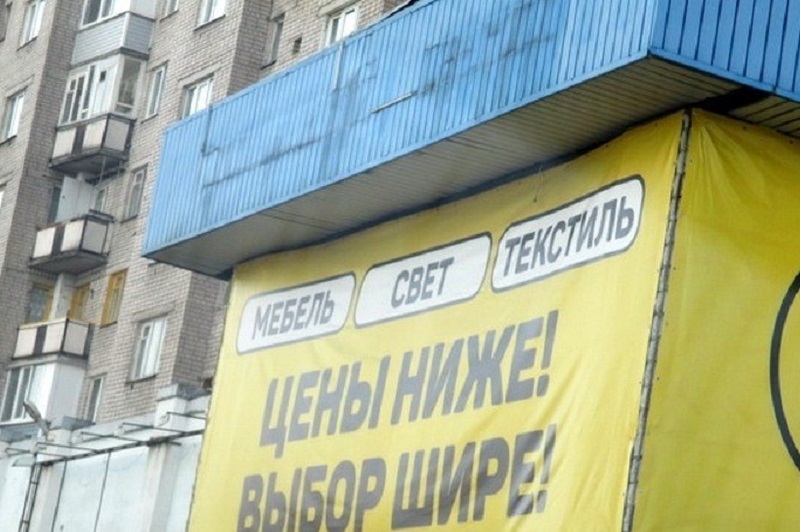 МЕБЕЛЬ СВЕТ ТЕКСТИЛЬ
ЦЕНЫ НИЖЕ!
ВЫБОР ШИРЕ!